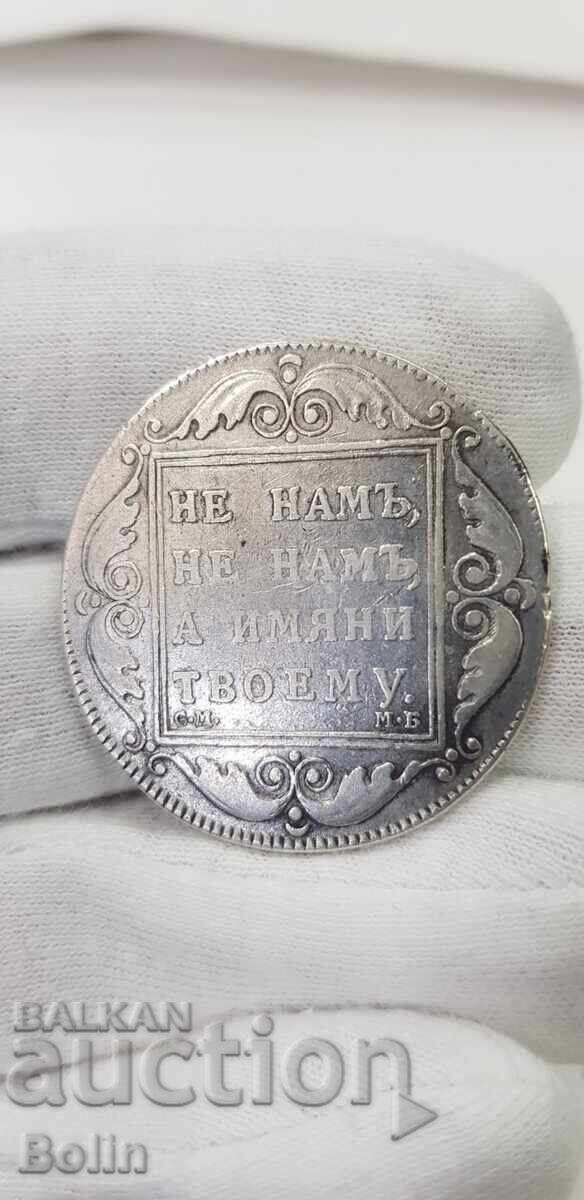 НЕ НАМЪ,
НЕ НАМЪ,
А ИМЯНИ
ТВОЕМУ.
С·М. М·Б
BALKAN
auction
Bolin